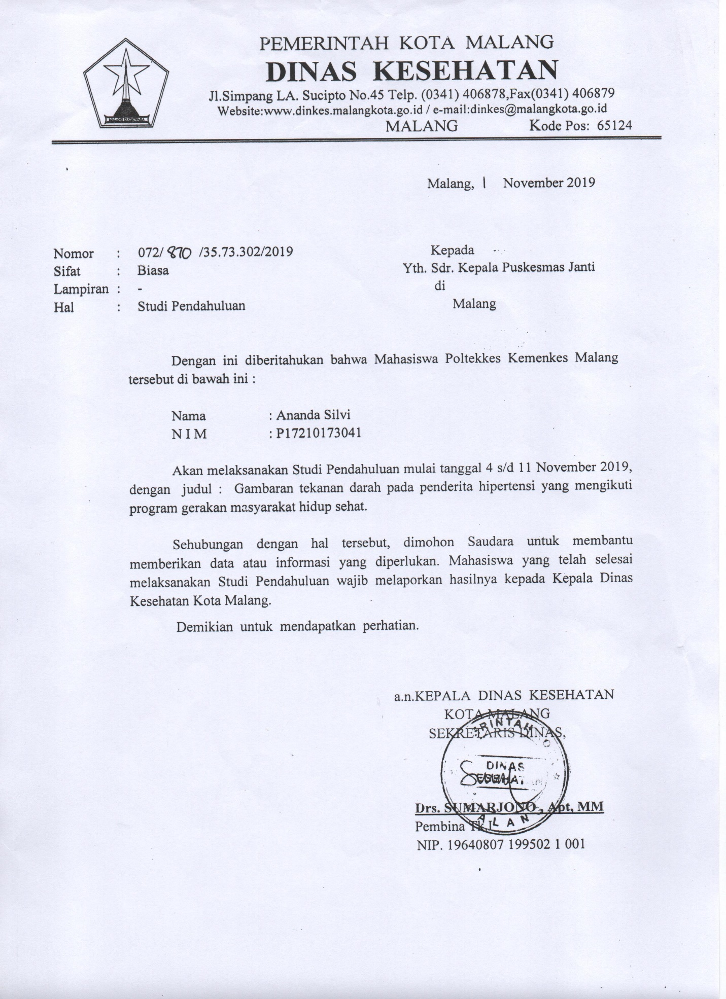 PEMERINTAH KOTA MALANG
DINAS KESEHATAN
Jl.Simpang LA. Sucipto No.45 Telp. (0341) 406878,Fax(0341) 406879
Website:www.dinkes.malangkota.go.id / e-mail:dinkes@malangkota.go.id
MALANG Kode Pos: 65124
Malang, 1 November 2019
Nomor : 072/ 870 /35.73.302/2019
Sifat : Biasa
Lampiran : -
Hal : Studi Pendahuluan
Kepada
Yth. Sdr. Kepala Puskesmas Janti
di
Malang
Dengan ini diberitahukan bahwa Mahasiswa Poltekkes Kemenkes Malang
tersebut di bawah ini :
Nama : Ananda Silvi
N I M : P17210173041
Akan melaksanakan Studi Pendahuluan mulai tanggal 4 s/d 11 November 2019,
dengan judul : Gambaran tekanan darah pada penderita hipertensi yang mengikuti
program gerakan masyarakat hidup sehat.
Sehubungan dengan hal tersebut, dimohon Saudara untuk membantu
memberikan data atau informasi yang diperlukan. Mahasiswa yang telah selesai
melaksanakan Studi Pendahuluan wajib melaporkan hasilnya kepada Kepala Dinas
Kesehatan Kota Malang.
Demikian untuk mendapatkan perhatian.
a.n.KEPALA DINAS KESEHATAN
KOTA MALANG
SEKRETARIS DINAS,
DINAS
Drs. SUMARJONO , Apt, MM
Pembina Tk.I
NIP. 19640807 199502 1 001